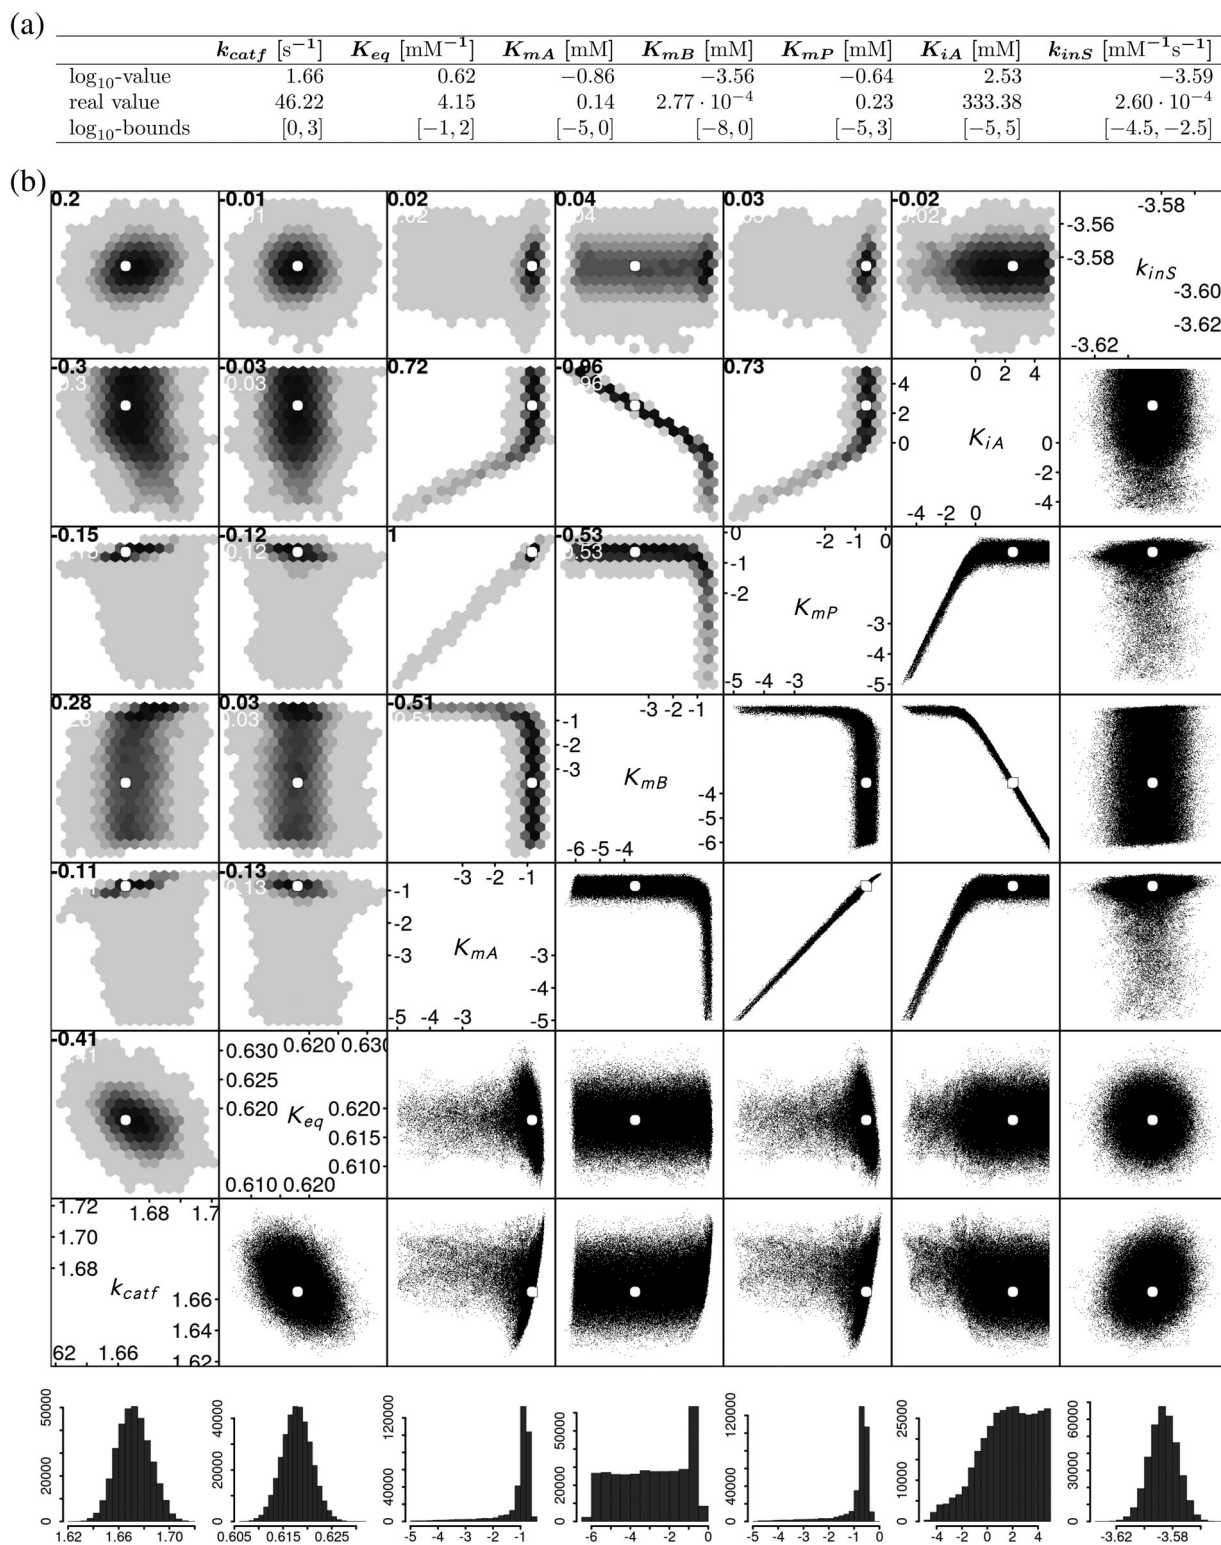 (a)
k_catf [s⁻¹] K_eq [mM⁻¹] K_mA [mM] K_mB [mM] K_mP [mM] K_iA [mM] k_inS [mM⁻¹s⁻¹]
log₁₀-value 1.66 0.62 −0.86 −3.56 −0.64 2.53 −3.59
real value 46.22 4.15 0.14 2.77 · 10⁻⁴ 0.23 333.38 2.60 · 10⁻⁴
log₁₀-bounds [0, 3] [−1, 2] [−5, 0] [−8, 0] [−5, 3] [−5, 5] [−4.5, −2.5]
(b)
0.2 -0.01 0.02 0.04 0.03 -0.02 -3.58
-3.56
-3.58
k_inS
-3.60
-3.62
-3.62
-0.3 -0.03 0.72 -0.96 0.73 0 2 4
4
2
0
K_iA
0
-2
-4
-4 -2 0
-0.15 -0.12 1 -0.53 0
-2 -1 0
-1
-2
K_mP
-3
-4
-5
-5 -4 -3
0.28 0.03 -0.51 -3 -2 -1
-1
-2
-3
K_mB
-4
-5
-6
-6 -5 -4
-0.11 -0.13 -3 -2 -1
-1
-2
-3
K_mA
-3
-4
-5
-5 -4 -3
-0.41 0.630 0.620 0.630
0.625
0.620
K_eq
0.620
0.615
0.610
0.610 0.620
1.72 1.68 1.7
1.70
1.68
k_catf
1.66
1.64
1.62
62 1.66
50000 40000 120000 60000 120000 25000 60000
20000 20000 80000 40000 80000 10000 30000
0 0 40000 20000 40000 0 0
0 0 0
1.62 1.66 1.70 0.605 0.615 0.625 -5 -4 -3 -2 -1 -6 -4 -2 0 -5 -4 -3 -2 -1 0 -4 -2 0 2 4 -3.62 -3.58